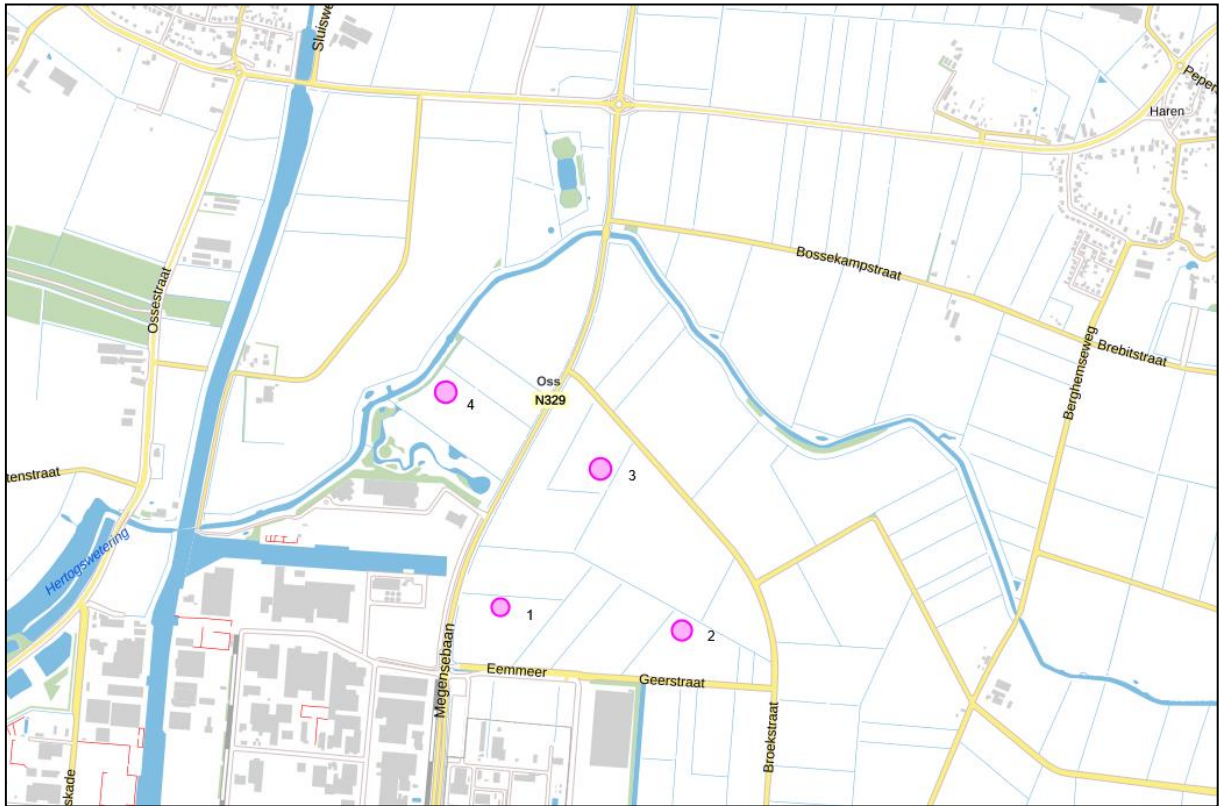 Sluiswe
Pepers
Haren
Bossekampstraat
Ossestraat
Brebitstraat
Berghemseweg
Oss
N329
4
3
tenstraat
Hertogswetering
1
2
Eemmeer
Geerstraat
Megensebaan
Broekstraat
skade